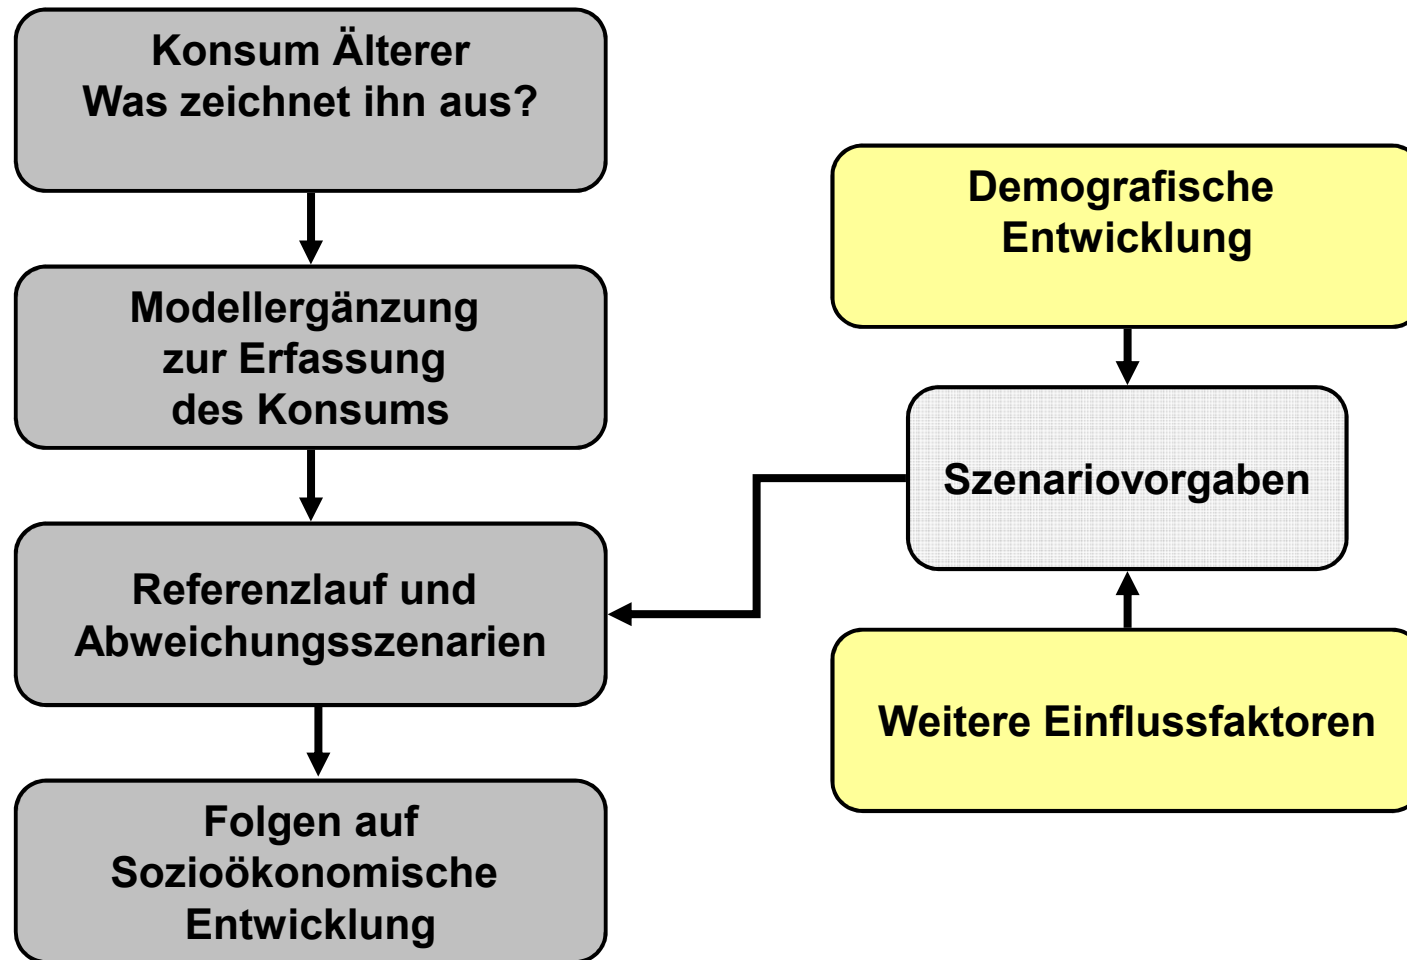 Konsum Älterer
Was zeichnet ihn aus?
Modellergänzung
zur Erfassung
des Konsums
Referenzlauf und
Abweichungsszenarien
Folgen auf
Sozioökonomische
Entwicklung
Demografische
Entwicklung
Szenariovorgaben
Weitere Einflussfaktoren